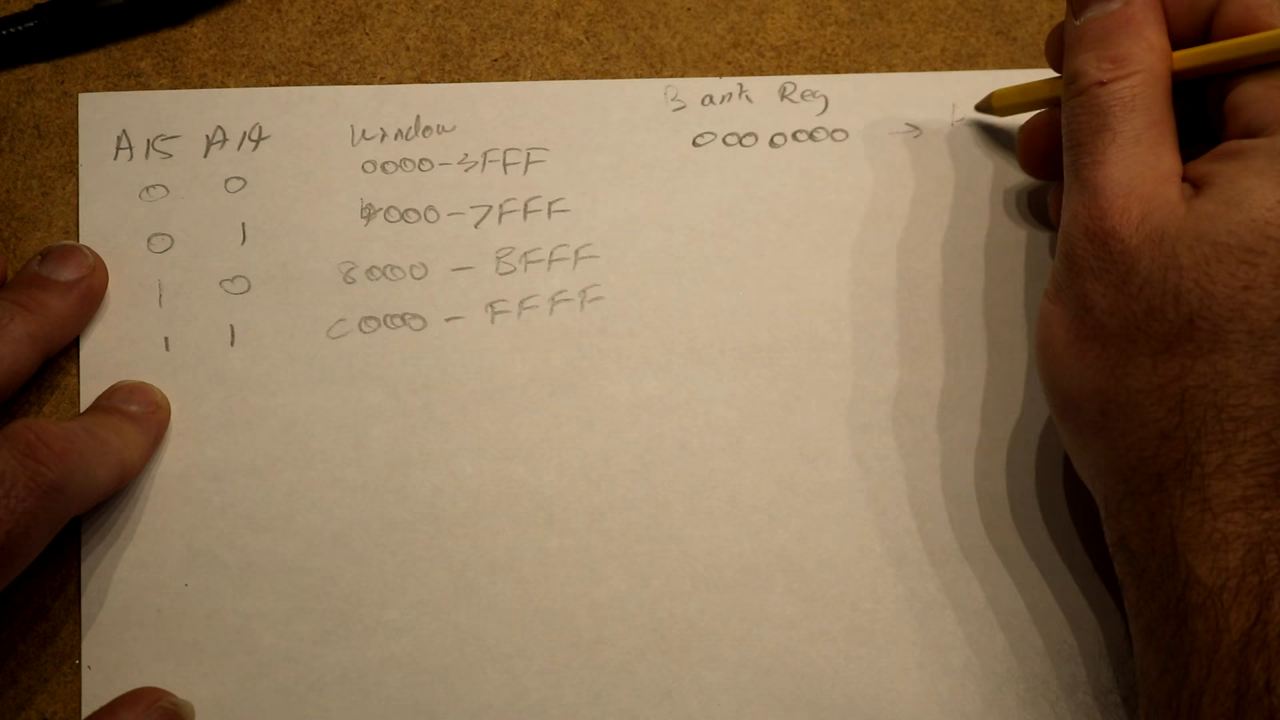 A15 A14 Window Bank Reg
0 0 0000-3FFF 0000000 →
0 1 4000-7FFF
1 0 8000 - BFFF
1 1 C000 - FFFF